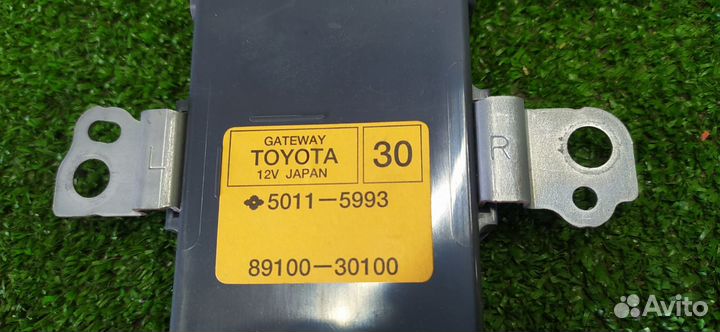 GATEWAY
TOYOTA
12V JAPAN
30
5011-5993
89100-30100
L
R
Avito